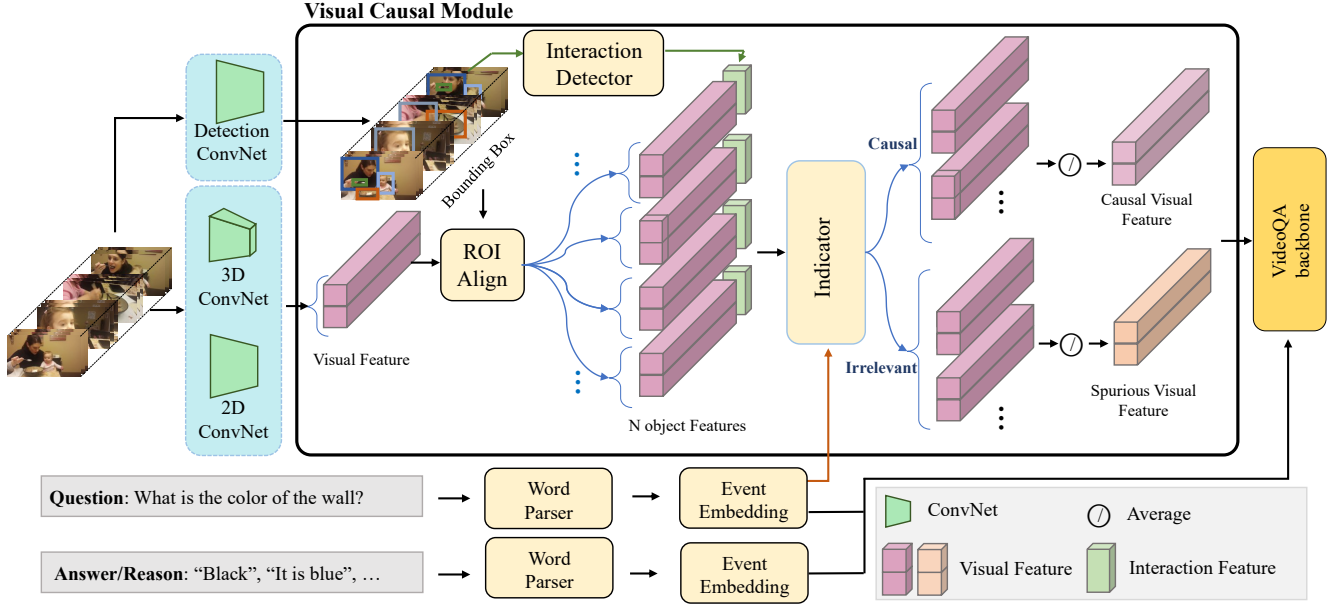 Visual Causal Module
Detection
ConvNet
3D
ConvNet
2D
ConvNet
Interaction
Detector
Bounding Box
Visual Feature
ROI
Align
N object Features
Indicator
Causal
Irrelevant
Causal Visual
Feature
Spurious Visual
Feature
VideoQA
backbone
Question: What is the color of the wall?
Word
Parser
Event
Embedding
Answer/Reason: “Black”, “It is blue”, …
Word
Parser
Event
Embedding
ConvNet
Average
Visual Feature
Interaction Feature